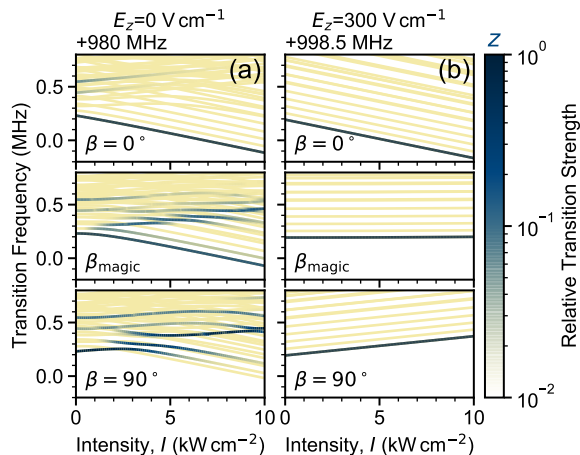 E_z=0 V cm⁻¹
E_z=300 V cm⁻¹
+980 MHz
+998.5 MHz
z
(a)
(b)
0.5
0.0
β = 0°
β = 0°
0.5
0.0
β_magic
β_magic
0.5
0.0
β = 90°
β = 90°
Transition Frequency (MHz)
0
5
10
0
5
10
Intensity, I (kW cm⁻²)
Intensity, I (kW cm⁻²)
10⁰
10⁻¹
10⁻²
Relative Transition Strength